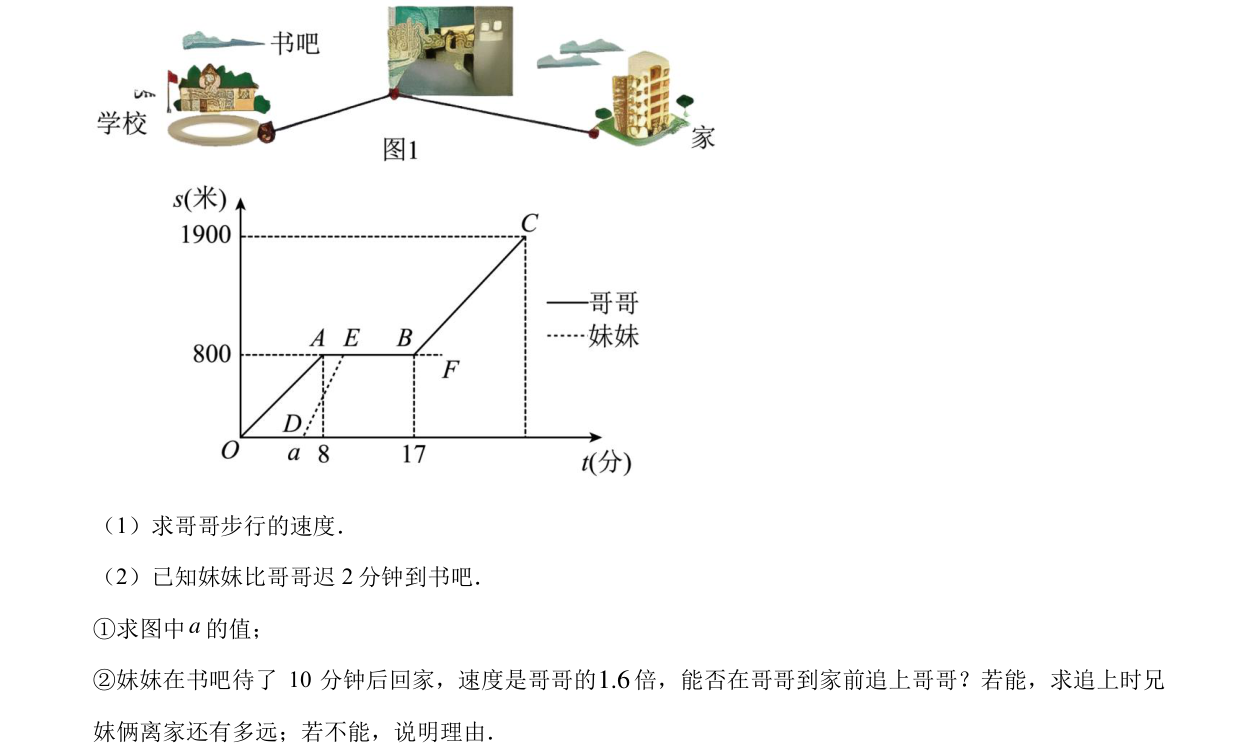 书吧
学校
家
图1
s(米)
1900
C
哥哥
妹妹
A E B
800
F
D
O a 8 17
t(分)
（1）求哥哥步行的速度．
（2）已知妹妹比哥哥迟 2 分钟到书吧．
①求图中 a 的值；
②妹妹在书吧待了 10 分钟后回家，速度是哥哥的1.6倍，能否在哥哥到家前追上哥哥？若能，求追上时兄
妹俩离家还有多远；若不能，说明理由．